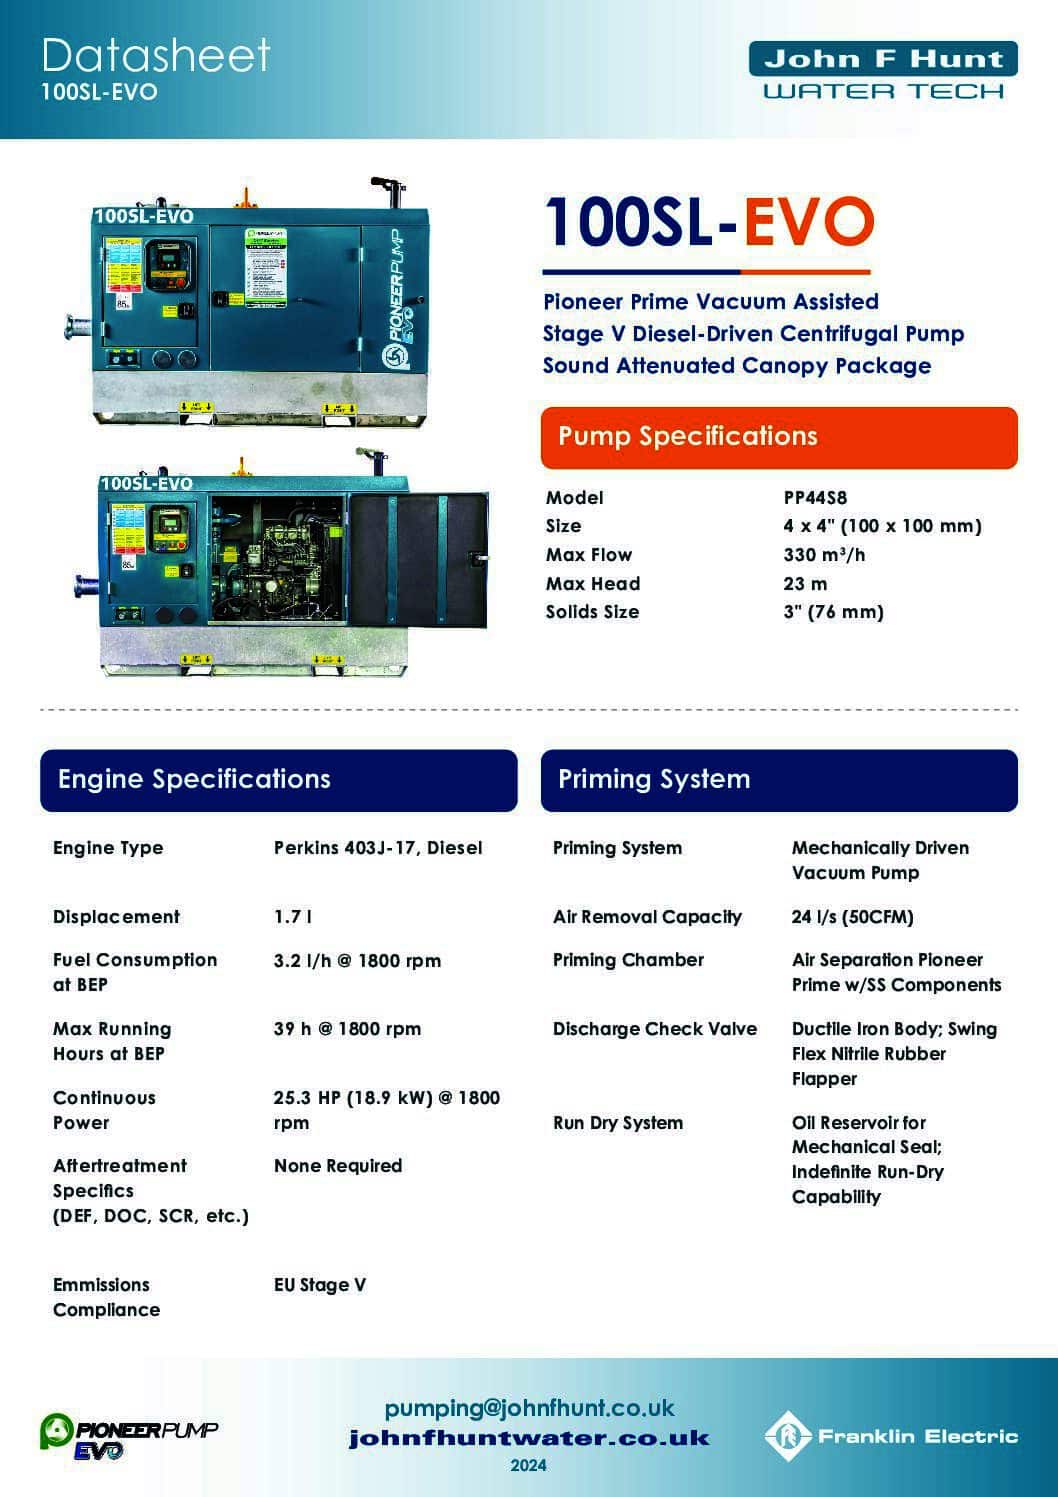 Datasheet
100SL-EVO
John F Hunt
WATER TECH
100SL-EVO
PIONEERPUMP
EVO
85
100SL-EVO
85
100SL-EVO
Pioneer Prime Vacuum Assisted
Stage V Diesel-Driven Centrifugal Pump
Sound Attenuated Canopy Package
Pump Specifications
Model PP44S8
Size 4 x 4" (100 x 100 mm)
Max Flow 330 m³/h
Max Head 23 m
Solids Size 3" (76 mm)
Engine Specifications
Engine Type Perkins 403J-17, Diesel
Displacement 1.7 l
Fuel Consumption 3.2 l/h @ 1800 rpm
at BEP
Max Running 39 h @ 1800 rpm
Hours at BEP
Continuous 25.3 HP (18.9 kW) @ 1800
Power rpm
Aftertreatment None Required
Specifics
(DEF, DOC, SCR, etc.)
Emmissions EU Stage V
Compliance
Priming System
Priming System Mechanically Driven
Vacuum Pump
Air Removal Capacity 24 l/s (50CFM)
Priming Chamber Air Separation Pioneer
Prime w/SS Components
Discharge Check Valve Ductile Iron Body; Swing
Flex Nitrile Rubber
Flapper
Run Dry System Oil Reservoir for
Mechanical Seal;
Indefinite Run-Dry
Capability
PIONEERPUMP
EVO
pumping@johnfhunt.co.uk
johnfhuntwater.co.uk
2024
Franklin Electric